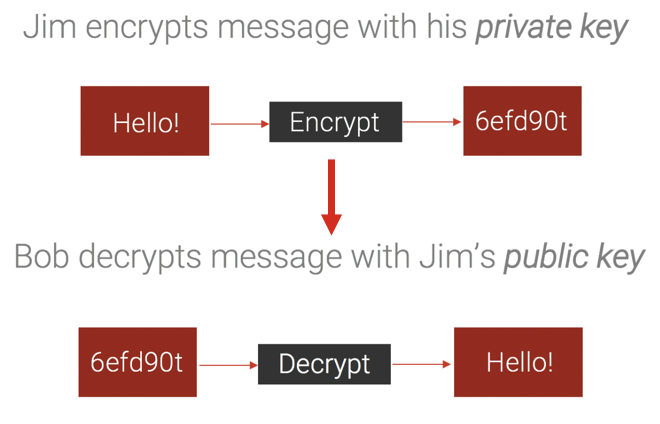 Jim encrypts message with his private key
Hello!
Encrypt
6efd90t
Bob decrypts message with Jim's public key
6efd90t
Decrypt
Hello!